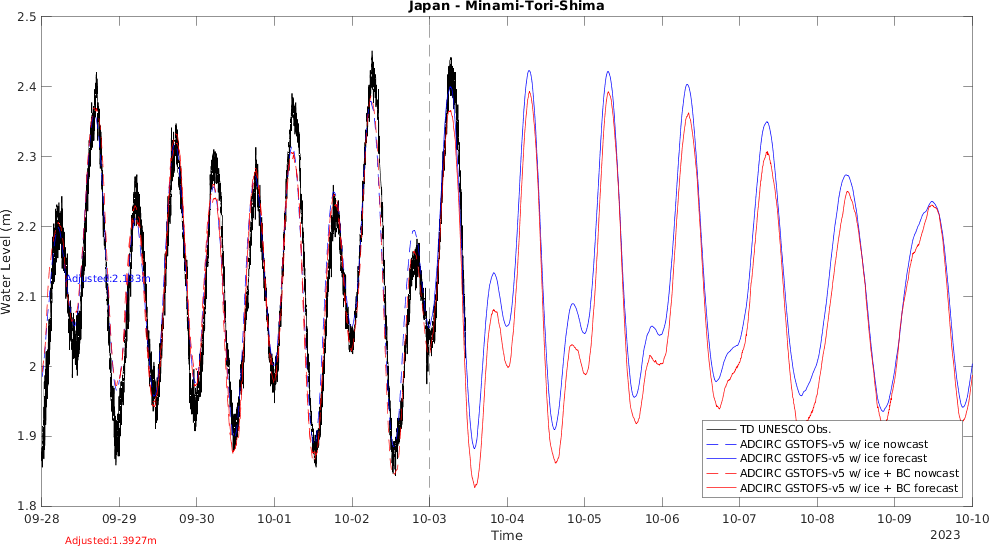 Japan - Minami-Tori-Shima
2.5
2.4
2.3
2.2
2.1
2
1.9
1.8
Water Level (m)
Adjusted:2.133m
TD UNESCO Obs.
ADCIRC GSTOFS-v5 w/ ice nowcast
ADCIRC GSTOFS-v5 w/ ice forecast
ADCIRC GSTOFS-v5 w/ ice + BC nowcast
ADCIRC GSTOFS-v5 w/ ice + BC forecast
09-28 09-29 09-30 10-01 10-02 10-03 10-04 10-05 10-06 10-07 10-08 10-09 10-10
Time
2023
Adjusted:1.3927m